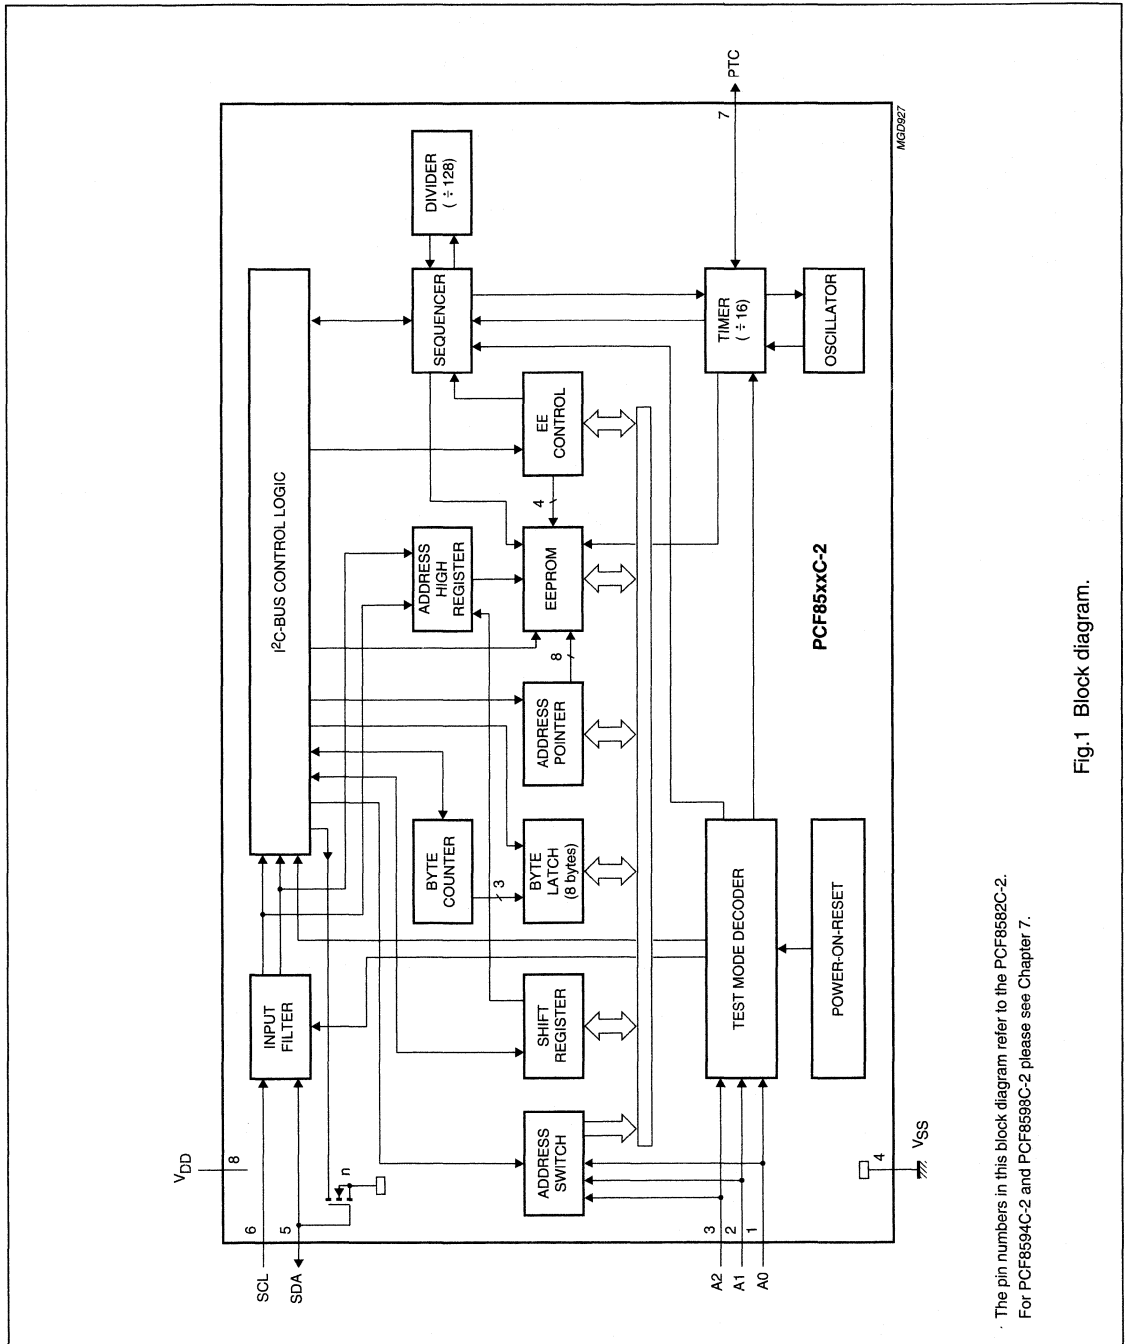 V_DD
8
SCL
6
SDA
5
n
INPUT
FILTER
I²C-BUS CONTROL LOGIC
BYTE
COUNTER
3
ADDRESS
HIGH
REGISTER
SEQUENCER
DIVIDER
( ÷ 128)
ADDRESS
SWITCH
SHIFT
REGISTER
BYTE
LATCH
(8 bytes)
ADDRESS
POINTER
8
EEPROM
4
EE
CONTROL
A2
3
A1
2
A0
1
TEST MODE DECODER
TIMER
( ÷ 16)
7
PTC
POWER-ON-RESET
OSCILLATOR
PCF85xxC-2
4
V_SS
MGD927
The pin numbers in this block diagram refer to the PCF8582C-2.
For PCF8594C-2 and PCF8598C-2 please see Chapter 7.
Fig.1 Block diagram.